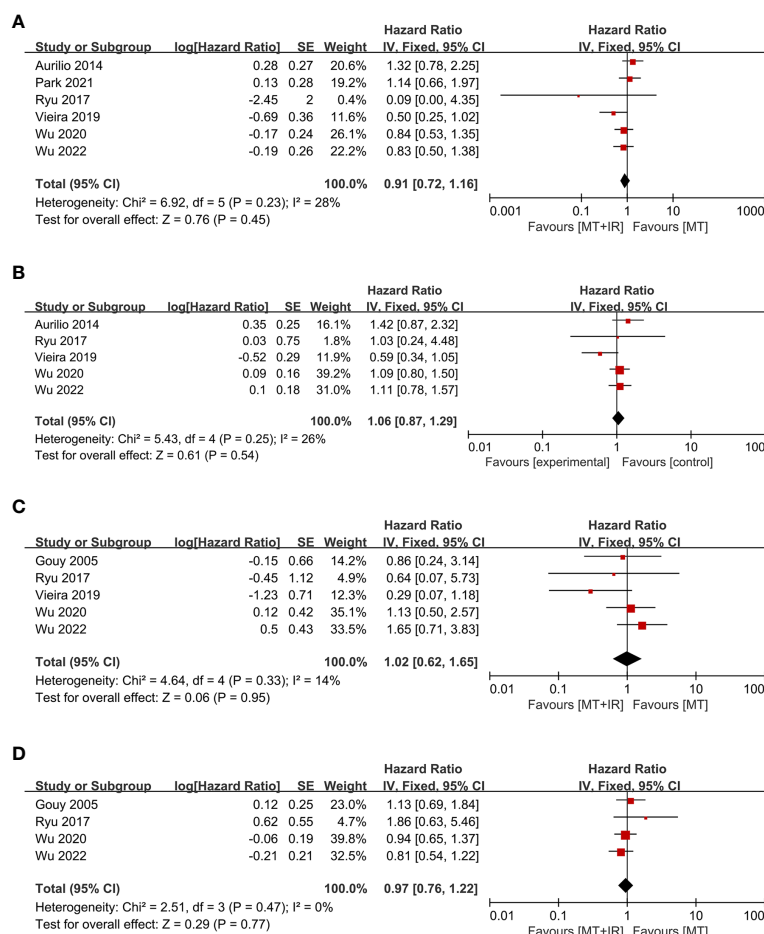 A
Hazard Ratio Hazard Ratio
Study or Subgroup log[Hazard Ratio] SE Weight IV, Fixed, 95% CI IV, Fixed, 95% CI
Aurilio 2014 0.28 0.27 20.6% 1.32 [0.78, 2.25]
Park 2021 0.13 0.28 19.2% 1.14 [0.66, 1.97]
Ryu 2017 -2.45 2 0.4% 0.09 [0.00, 4.35]
Vieira 2019 -0.69 0.36 11.6% 0.50 [0.25, 1.02]
Wu 2020 -0.17 0.24 26.1% 0.84 [0.53, 1.35]
Wu 2022 -0.19 0.26 22.2% 0.83 [0.50, 1.38]
Total (95% CI) 100.0% 0.91 [0.72, 1.16]
Heterogeneity: Chi² = 6.92, df = 5 (P = 0.23); I² = 28%
Test for overall effect: Z = 0.76 (P = 0.45)
0.001 0.1 1 10 1000
Favours [MT+IR] Favours [MT]
B
Hazard Ratio Hazard Ratio
Study or Subgroup log[Hazard Ratio] SE Weight IV, Fixed, 95% CI IV, Fixed, 95% CI
Aurilio 2014 0.35 0.25 16.1% 1.42 [0.87, 2.32]
Ryu 2017 0.03 0.75 1.8% 1.03 [0.24, 4.48]
Vieira 2019 -0.52 0.29 11.9% 0.59 [0.34, 1.05]
Wu 2020 0.09 0.16 39.2% 1.09 [0.80, 1.50]
Wu 2022 0.1 0.18 31.0% 1.11 [0.78, 1.57]
Total (95% CI) 100.0% 1.06 [0.87, 1.29]
Heterogeneity: Chi² = 5.43, df = 4 (P = 0.25); I² = 26%
Test for overall effect: Z = 0.61 (P = 0.54)
0.01 0.1 1 10 100
Favours [experimental] Favours [control]
C
Hazard Ratio Hazard Ratio
Study or Subgroup log[Hazard Ratio] SE Weight IV, Fixed, 95% CI IV, Fixed, 95% CI
Gouy 2005 -0.15 0.66 14.2% 0.86 [0.24, 3.14]
Ryu 2017 -0.45 1.12 4.9% 0.64 [0.07, 5.73]
Vieira 2019 -1.23 0.71 12.3% 0.29 [0.07, 1.18]
Wu 2020 0.12 0.42 35.1% 1.13 [0.50, 2.57]
Wu 2022 0.5 0.43 33.5% 1.65 [0.71, 3.83]
Total (95% CI) 100.0% 1.02 [0.62, 1.65]
Heterogeneity: Chi² = 4.64, df = 4 (P = 0.33); I² = 14%
Test for overall effect: Z = 0.06 (P = 0.95)
0.01 0.1 1 10 100
Favours [MT+IR] Favours [MT]
D
Hazard Ratio Hazard Ratio
Study or Subgroup log[Hazard Ratio] SE Weight IV, Fixed, 95% CI IV, Fixed, 95% CI
Gouy 2005 0.12 0.25 23.0% 1.13 [0.69, 1.84]
Ryu 2017 0.62 0.55 4.7% 1.86 [0.63, 5.46]
Wu 2020 -0.06 0.19 39.8% 0.94 [0.65, 1.37]
Wu 2022 -0.21 0.21 32.5% 0.81 [0.54, 1.22]
Total (95% CI) 100.0% 0.97 [0.76, 1.22]
Heterogeneity: Chi² = 2.51, df = 3 (P = 0.47); I² = 0%
Test for overall effect: Z = 0.29 (P = 0.77)
0.01 0.1 1 10 100
Favours [MT+IR] Favours [MT]